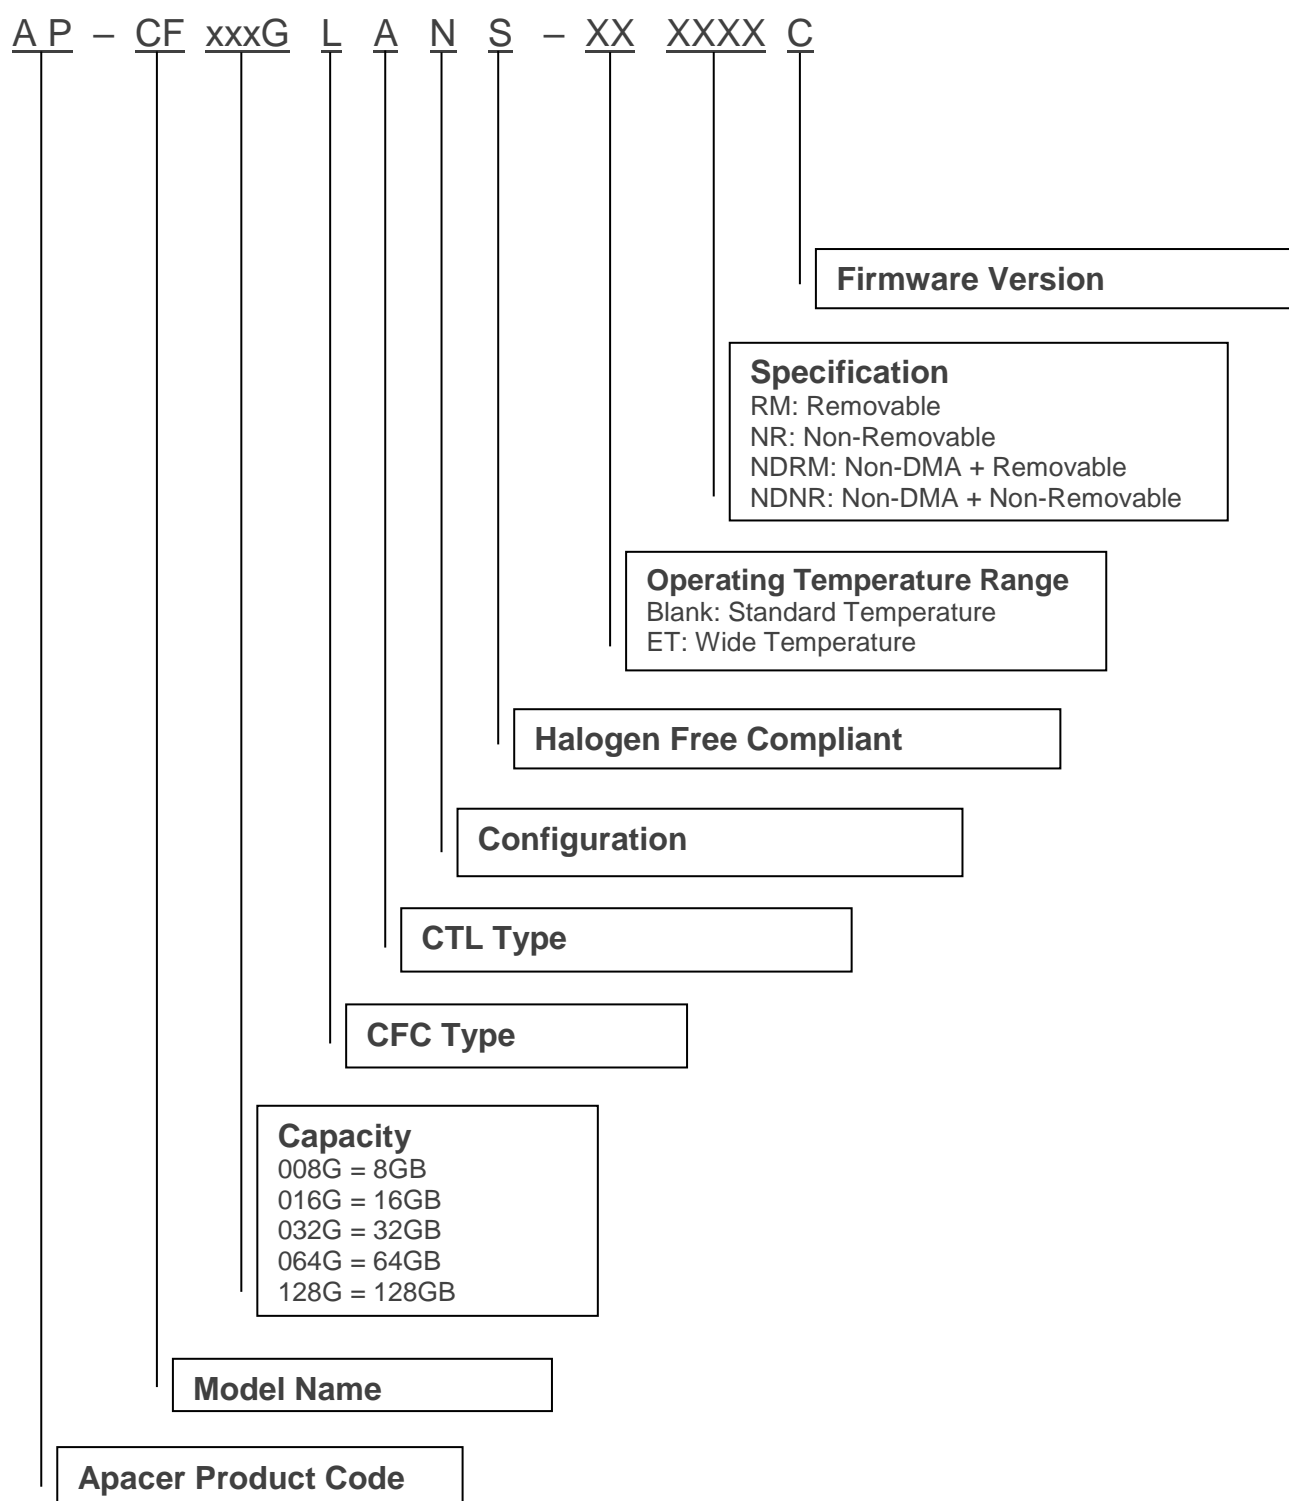 A P – CF xxxG L A N S – XX XXXX C
Firmware Version
Specification
RM: Removable
NR: Non-Removable
NDRM: Non-DMA + Removable
NDNR: Non-DMA + Non-Removable
Operating Temperature Range
Blank: Standard Temperature
ET: Wide Temperature
Halogen Free Compliant
Configuration
CTL Type
CFC Type
Capacity
008G = 8GB
016G = 16GB
032G = 32GB
064G = 64GB
128G = 128GB
Model Name
Apacer Product Code